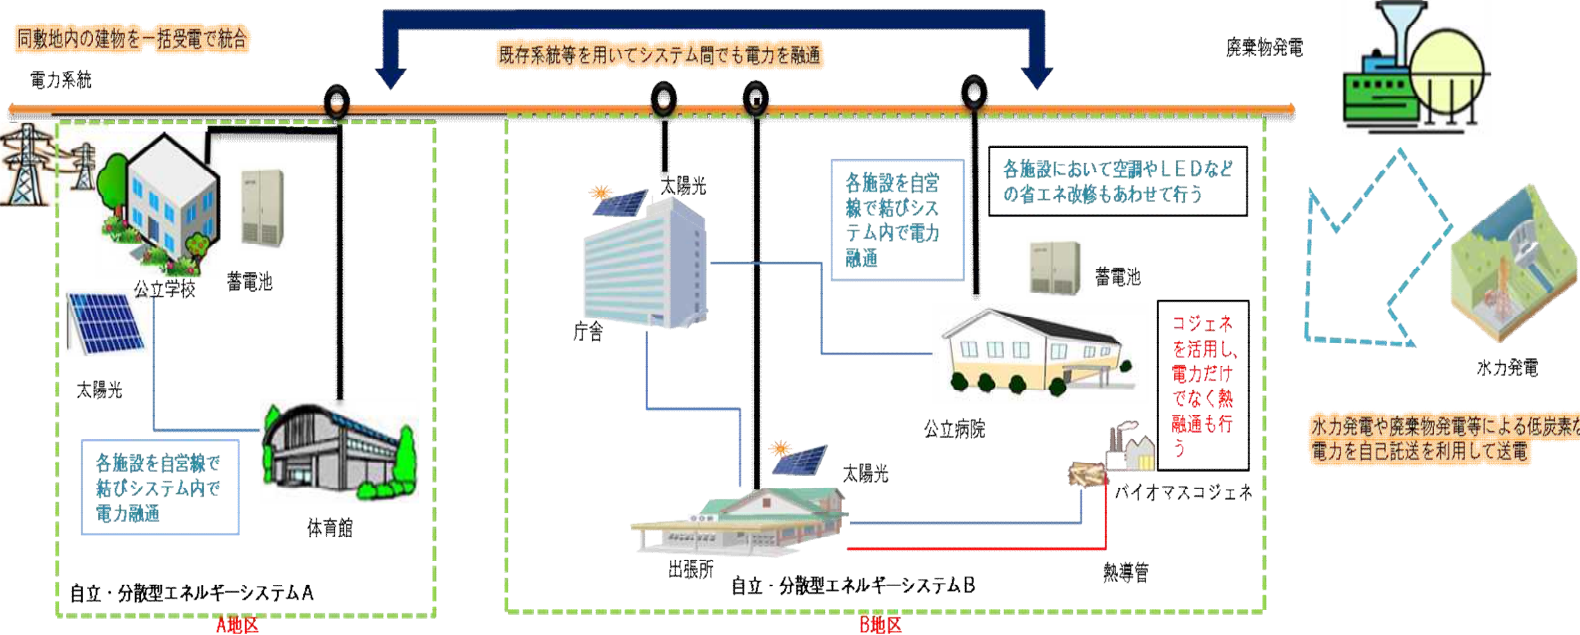 同敷地内の建物を一括受電で統合
既存系統等を用いてシステム間でも電力を融通
廃棄物発電
電力系統
各施設を自営
線で結びシス
テム内で電力
融通
各施設において空調やLEDなど
の省エネ改修もあわせて行う
太陽光
公立学校
蓄電池
蓄電池
庁舎
コジェネ
を活用し、
電力だけ
でなく熱
融通も行
う
太陽光
水力発電
公立病院
水力発電や廃棄物発電等による低炭素な
電力を自己託送を利用して送電
各施設を自営線で
結びシステム内で
電力融通
体育館
太陽光
バイオマスコジェネ
出張所
熱導管
自立・分散型エネルギーシステムA
自立・分散型エネルギーシステムB
A地区
B地区